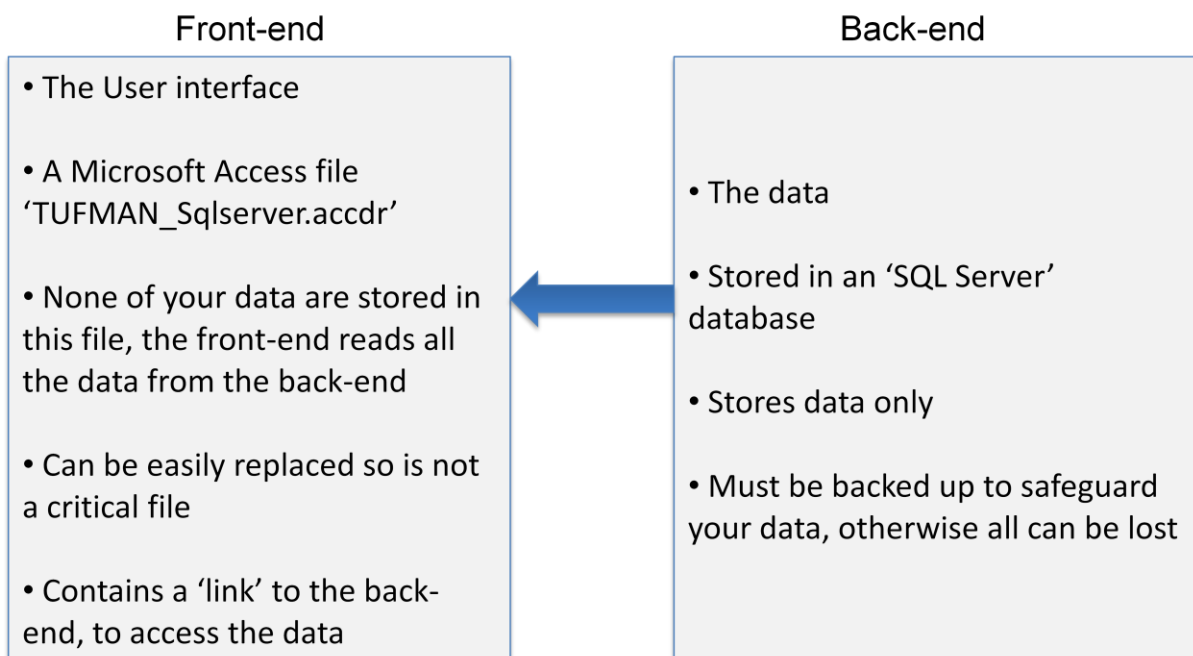 Front-end
• The User interface
• A Microsoft Access file
‘TUFMAN_Sqlserver.accdr’
• None of your data are stored in
this file, the front-end reads all
the data from the back-end
• Can be easily replaced so is not
a critical file
• Contains a ‘link’ to the back-
end, to access the data
Back-end
• The data
• Stored in an ‘SQL Server’
database
• Stores data only
• Must be backed up to safeguard
your data, otherwise all can be lost